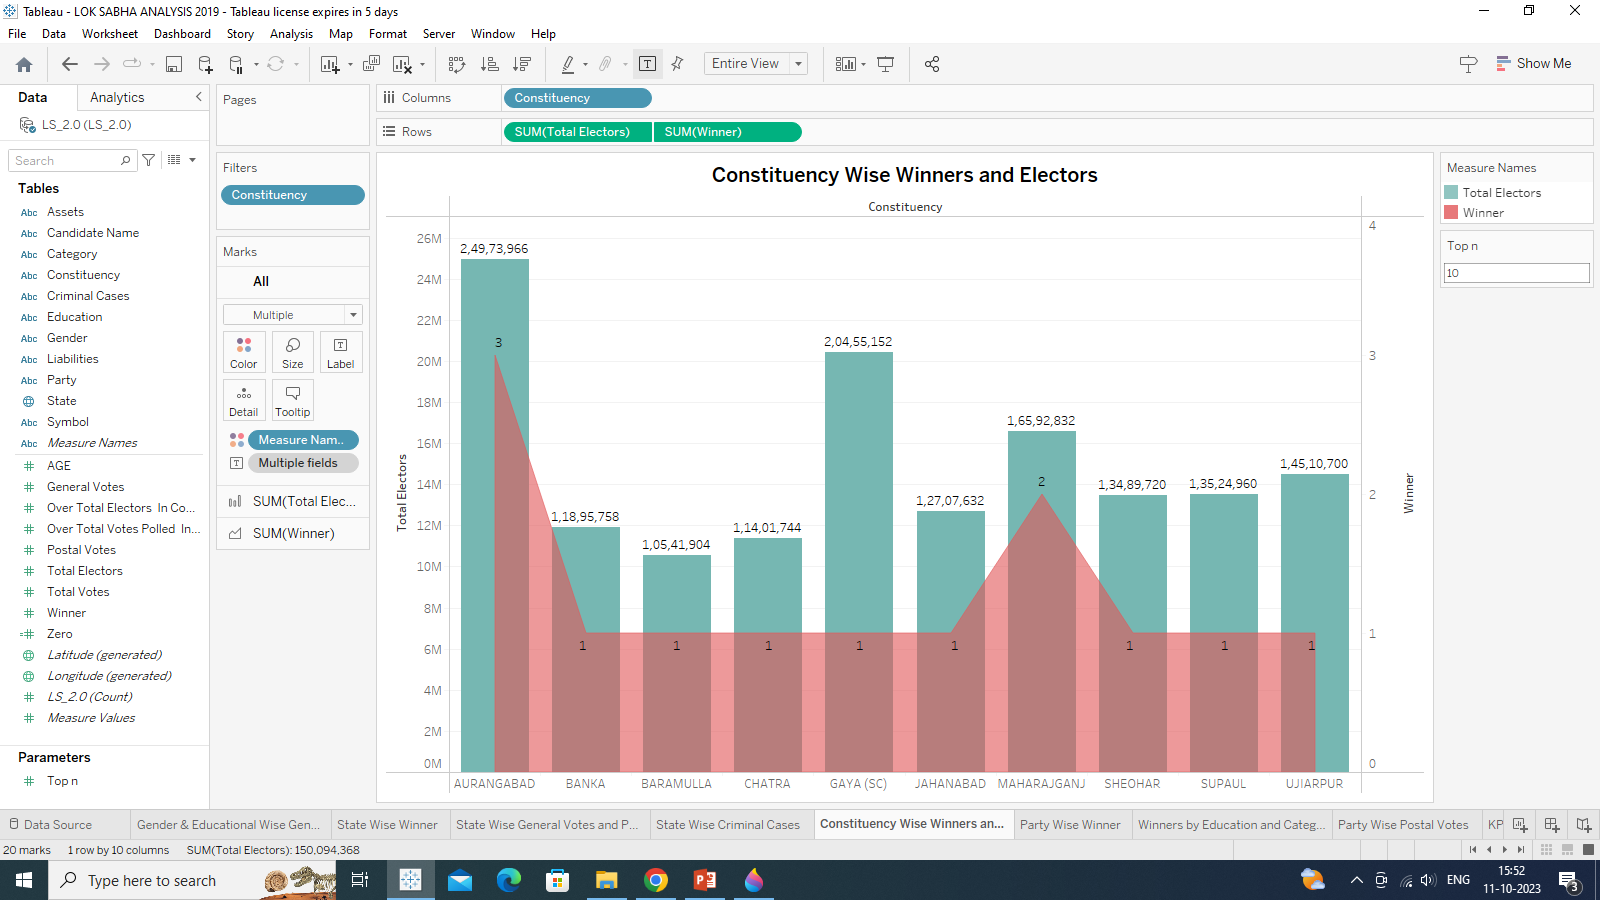 Tableau - LOK SABHA ANALYSIS 2019 - Tableau license expires in 5 days
File Data Worksheet Dashboard Story Analysis Map Format Server Window Help
Entire View
Show Me
Data Analytics
LS_2.0 (LS_2.0)
Search
Tables
Abc Assets
Abc Candidate Name
Abc Category
Abc Constituency
Abc Criminal Cases
Abc Education
Abc Gender
Abc Liabilities
Abc Party
State
Abc Symbol
Abc Measure Names
# AGE
# General Votes
# Over Total Electors In Co...
# Over Total Votes Polled In...
# Postal Votes
# Total Electors
# Total Votes
# Winner
=# Zero
Latitude (generated)
Longitude (generated)
# LS_2.0 (Count)
# Measure Values
Parameters
# Top n
Pages
Filters
Constituency
Marks
All
Multiple
Color Size Label
Detail Tooltip
Measure Nam..
Multiple fields
SUM(Total Elec...
SUM(Winner)
Columns Constituency
Rows SUM(Total Electors) SUM(Winner)
Constituency Wise Winners and Electors
Constituency
Total Electors
26M
24M
22M
20M
18M
16M
14M
12M
10M
8M
6M
4M
2M
0M
2,49,73,966
1,18,95,758
1,05,41,904
1,14,01,744
2,04,55,152
1,27,07,632
1,65,92,832
1,34,89,720
1,35,24,960
1,45,10,700
3 1 1 1 1 1 2 1 1 1
4
3
2
1
0
Winner
AURANGABAD BANKA BARAMULLA CHATRA GAYA (SC) JAHANABAD MAHARAJGANJ SHEOHAR SUPAUL UJIARPUR
Measure Names
Total Electors
Winner
Top n
10
Data Source Gender & Educational Wise Gen... State Wise Winner State Wise General Votes and P... State Wise Criminal Cases Constituency Wise Winners an... Party Wise Winner Winners by Education and Categ... Party Wise Postal Votes KP
20 marks 1 row by 10 columns SUM(Total Electors): 150,094,368
Type here to search
ENG
15:52
11-10-2023
3